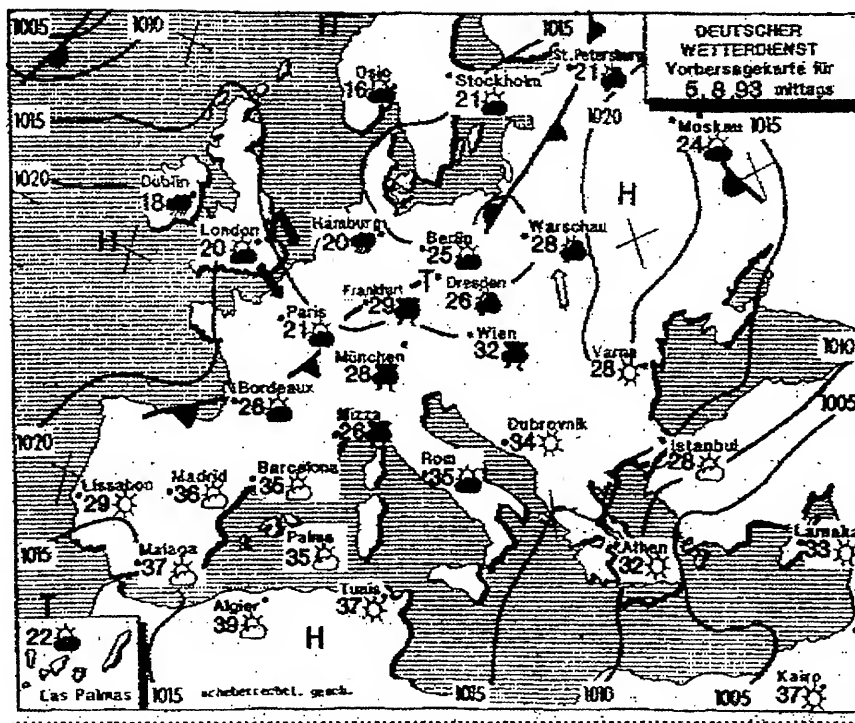 1005
1010
H
1015
DEUTSCHER
WETTERDIENST
Vorhersagekarte für
5.8.93 mittags
St. Petersburg
21
Oslo
16
Stockholm
21
1020
1015
Moskau
24
1015
1020
Dublin
18
H
London
20
Hamburg
20
Berlin
25
Warschau
28
H
Frankfurt
29
T
Dresden
26
Paris
21
München
28
Wien
32
Varna
28
1010
Bordeaux
26
1005
Nizza
26
Dubrovnik
34
Istanbul
28
1020
Lissabon
29
Madrid
36
Barcelona
35
Rom
35
1015
Malaga
37
Palma
35
Athen
32
Larnaka
33
T
Algier
39
Tunis
37
H
22
Las Palmas
1015
1015
1010
1005
Kairo
37